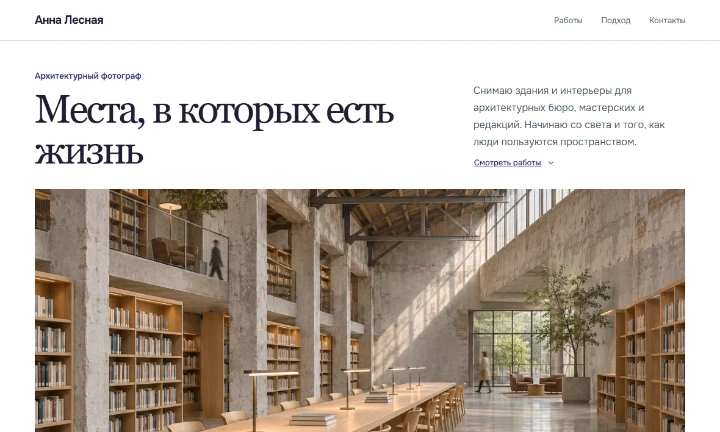 Анна Лесная
Работы
Подход
Контакты
Архитектурный фотограф
Места, в которых есть
жизнь
Снимаю здания и интерьеры для
архитектурных бюро, мастерских и
редакций. Начинаю со света и того, как
люди пользуются пространством.
Смотреть работы